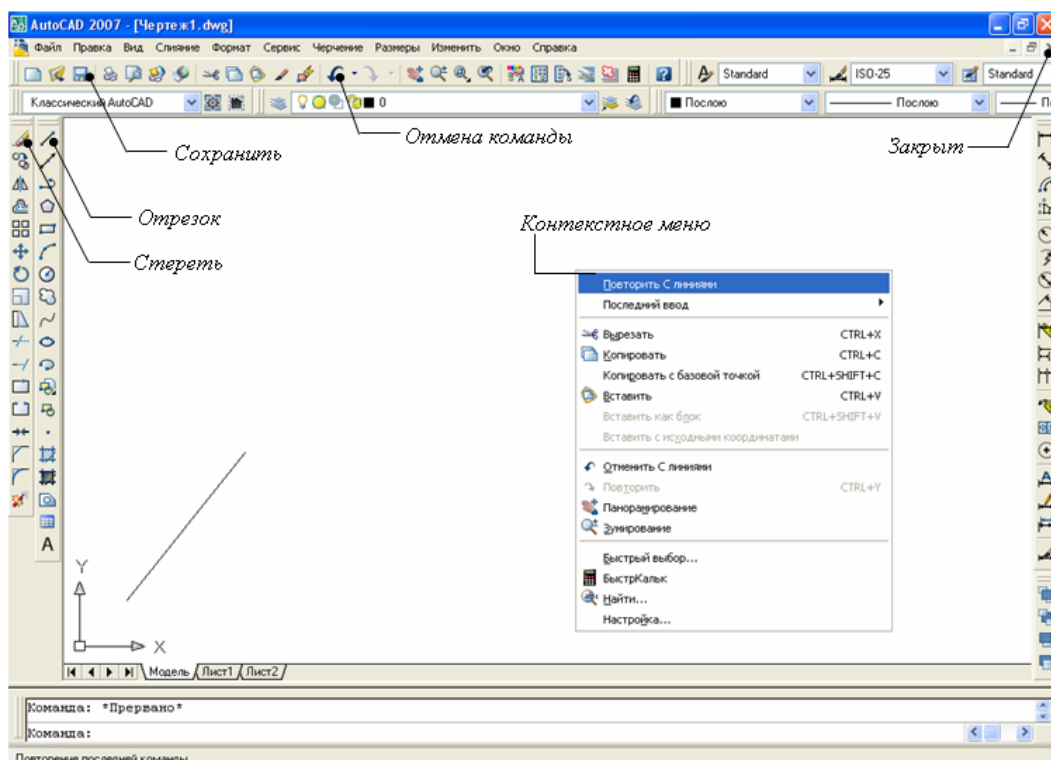 AutoCAD 2007 - [Чертеж1.dwg]
Файл Правка Вид Слияние Формат Сервис Черчение Размеры Изменить Окно Справка
Standard ISO-25 Standard
Классический AutoCAD 0 Послою Послою
Сохранить
Отмена команды
Закрыт
Отрезок
Стереть
Контекстное меню
Повторить С линиями
Последний ввод
Вырезать CTRL+X
Копировать CTRL+C
Копировать с базовой точкой CTRL+SHIFT+C
Вставить CTRL+V
Вставить как блок CTRL+SHIFT+V
Вставить с исходными координатами
Отменить С линиями
Повторить CTRL+Y
Панорамирование
Зумирование
Быстрый выбор...
БыстрКальк
Найти...
Настройка...
A
Y
X
Модель Лист1 Лист2
Команда: *Прервано*
Команда:
Повторение последней команды